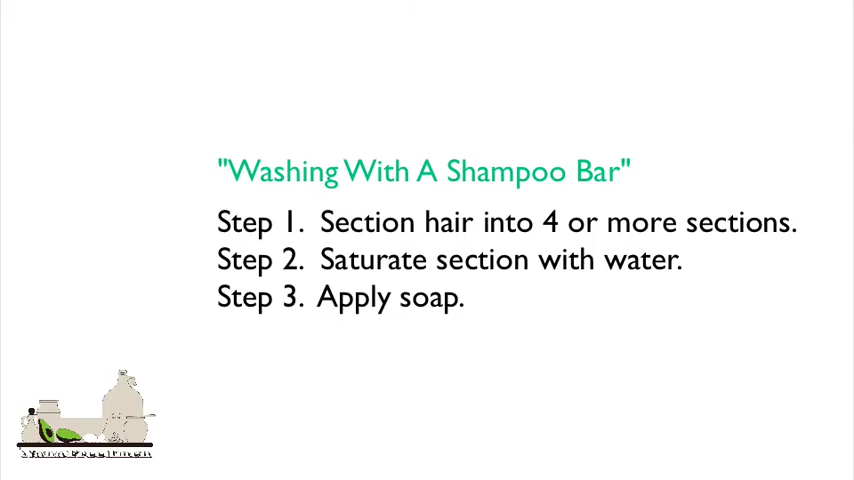 "Washing With A Shampoo Bar"
Step 1. Section hair into 4 or more sections.
Step 2. Saturate section with water.
Step 3. Apply soap.